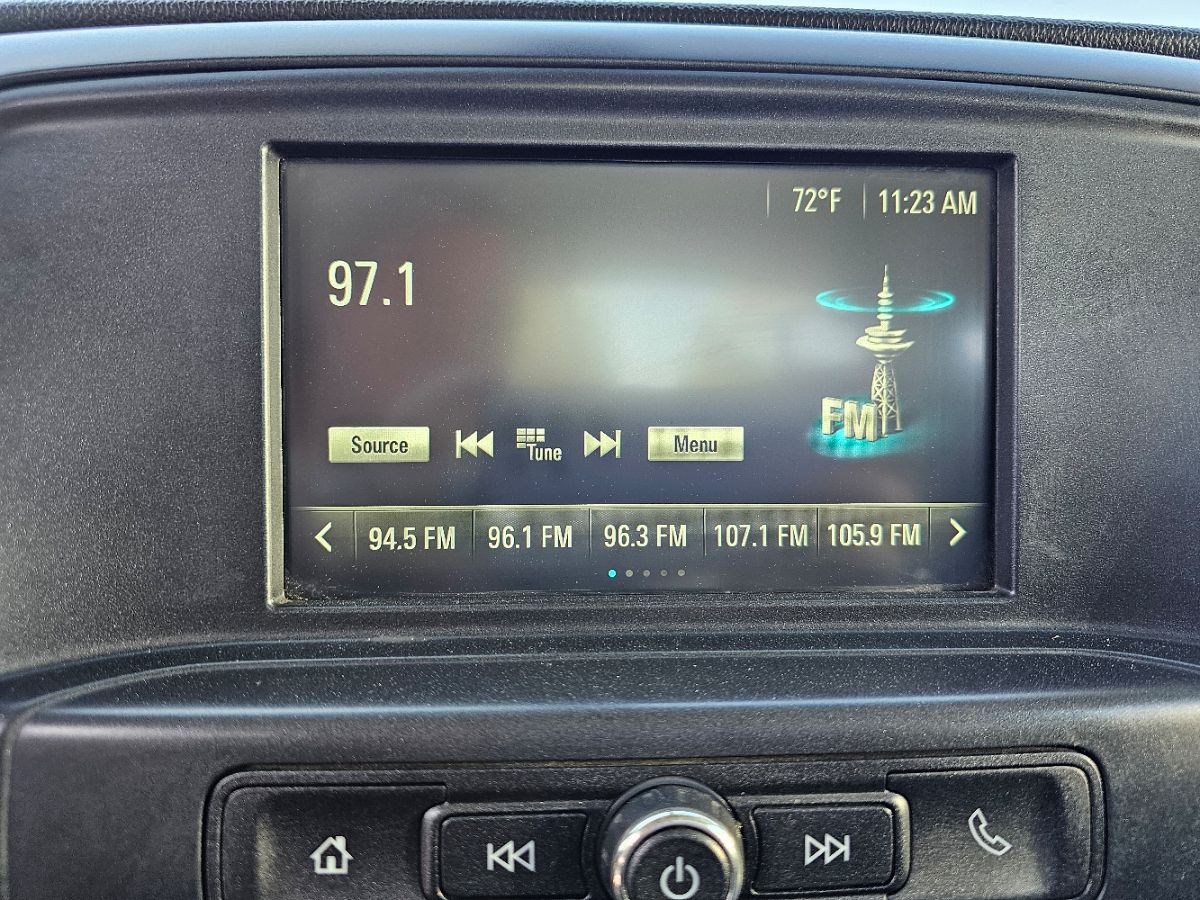 72°F 11:23 AM
97.1
FM
Source Tune Menu
94.5 FM 96.1 FM 96.3 FM 107.1 FM 105.9 FM